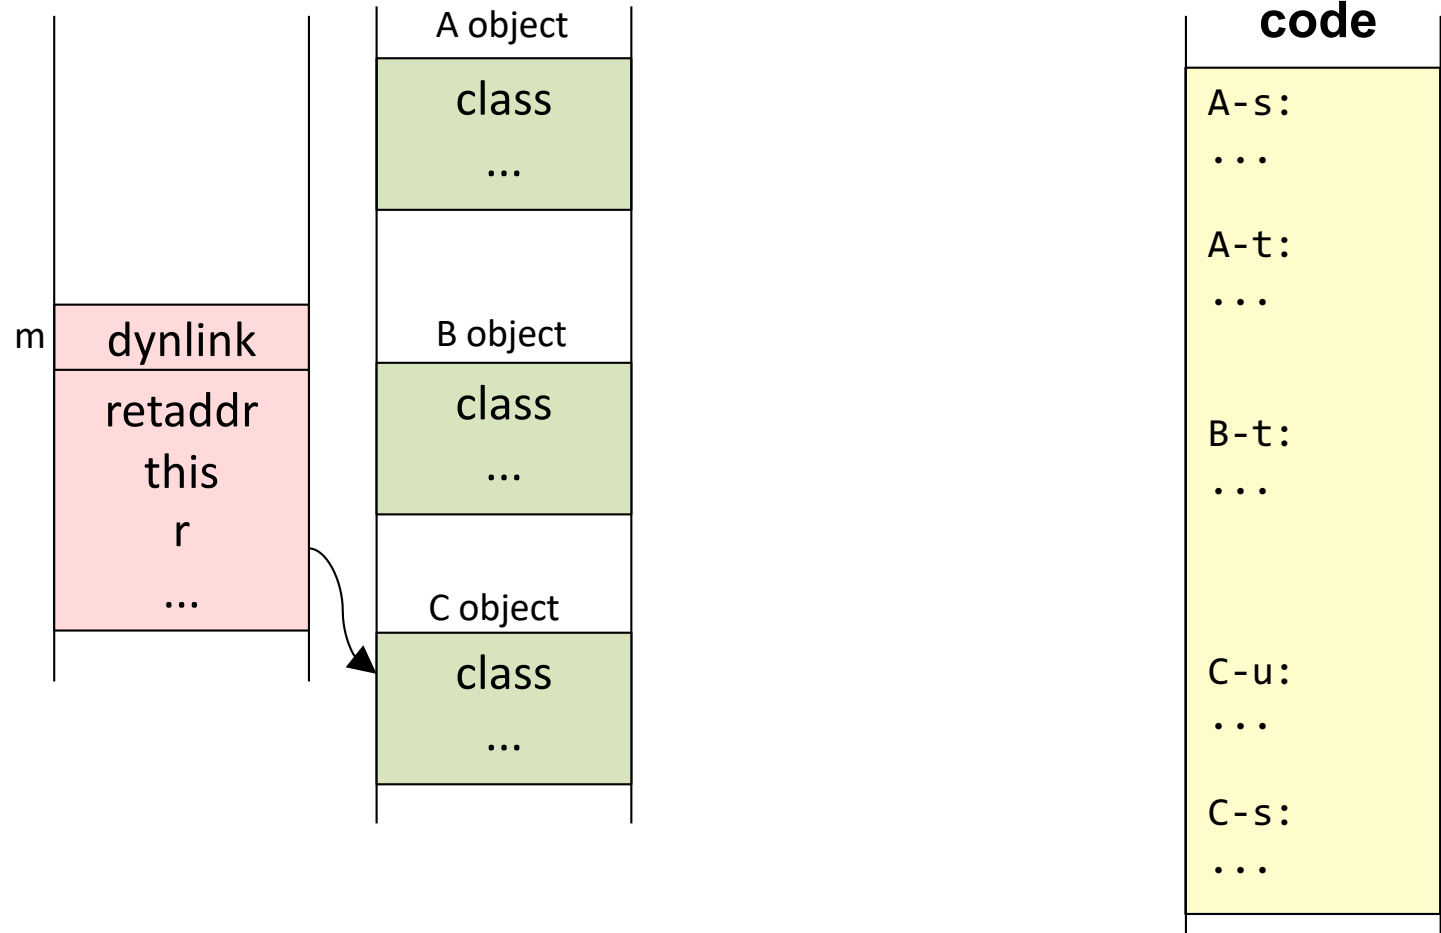 m
dynlink
retaddr
this
r
...
A object
class
...
B object
class
...
C object
class
...
code
A-s:
...
A-t:
...
B-t:
...
C-u:
...
C-s:
...